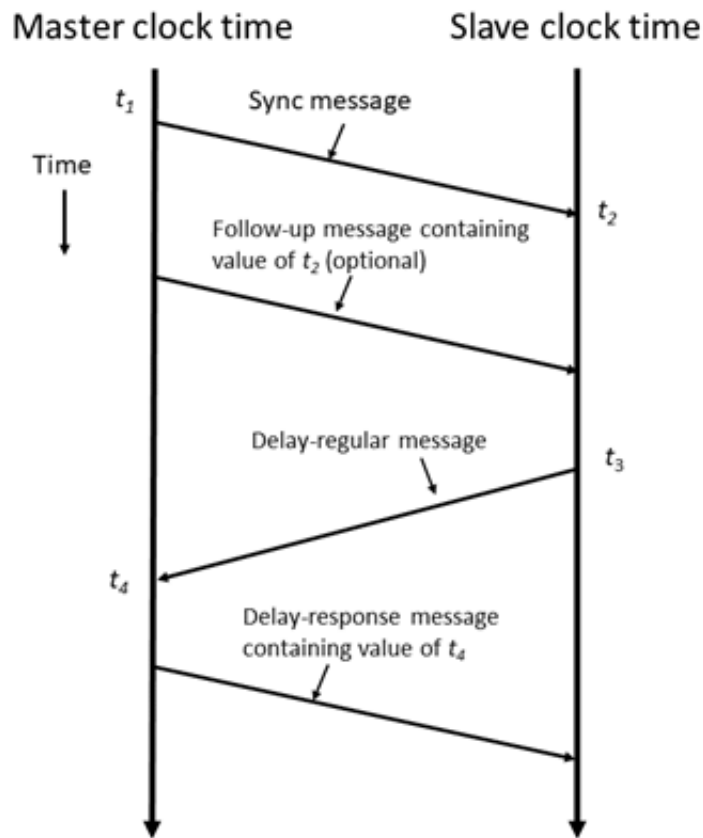 Master clock time
Slave clock time
t1
Sync message
Time
t2
Follow-up message containing
value of t2 (optional)
Delay-regular message
t3
t4
Delay-response message
containing value of t4